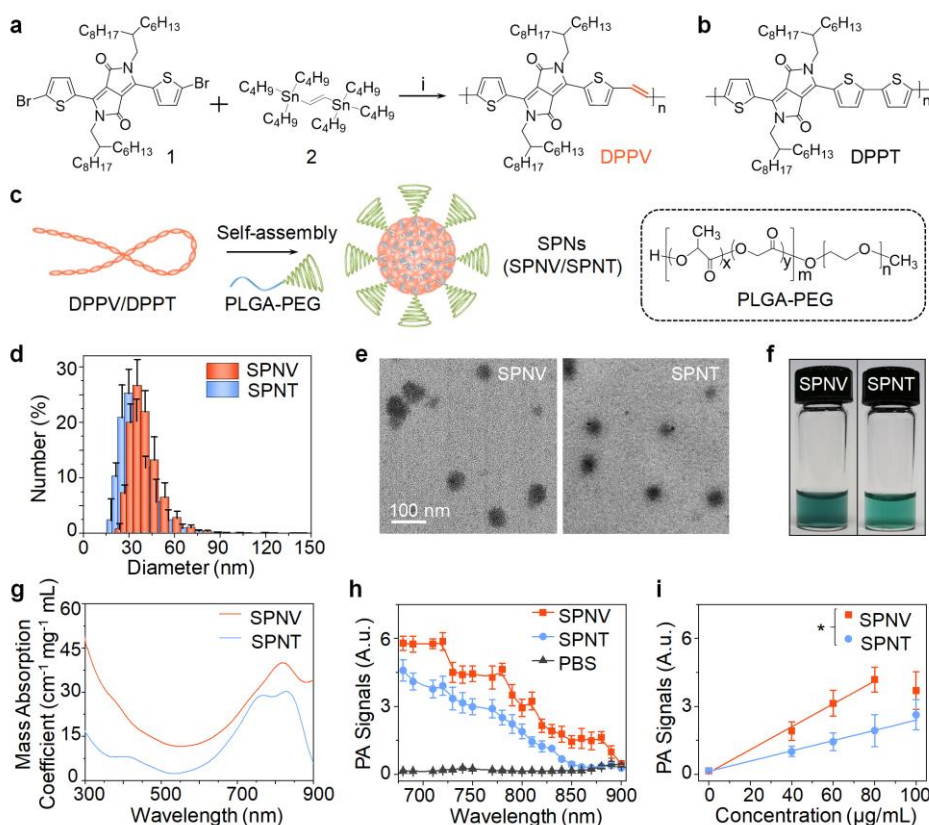 a
C₈H₁₇ C₆H₁₃
O N
S Br
Br S
N O
C₆H₁₃
C₈H₁₇
1
+
C₄H₉
C₄H₉ Sn C₄H₉
C₄H₉ Sn C₄H₉
C₄H₉
2
i
C₈H₁₇ C₆H₁₃
O N
S S
n
N O
C₆H₁₃
C₈H₁₇
DPPV
b
C₈H₁₇ C₆H₁₃
O N
S S
S n
N O
C₆H₁₃
C₈H₁₇
DPPT
c
DPPV/DPPT
Self-assembly
PLGA-PEG
SPNs
(SPNV/SPNT)
CH₃ O
H O x O y m O O n CH₃
O
PLGA-PEG
d
Number (%)
30
20
10
0
SPNV
SPNT
0 30 60 90 120 150
Diameter (nm)
e
SPNV
100 nm
SPNT
f
SPNV
SPNT
g
Mass Absorption
Coefficient (cm⁻¹ mg⁻¹ mL)
60
45
30
15
0
SPNV
SPNT
300 500 700 900
Wavelength (nm)
h
PA Signals (A.u.)
6
3
0
SPNV
SPNT
PBS
700 750 800 850 900
Wavelength (nm)
i
PA Signals (A.u.)
6
3
0
* SPNV
SPNT
0 20 40 60 80 100
Concentration (µg/mL)